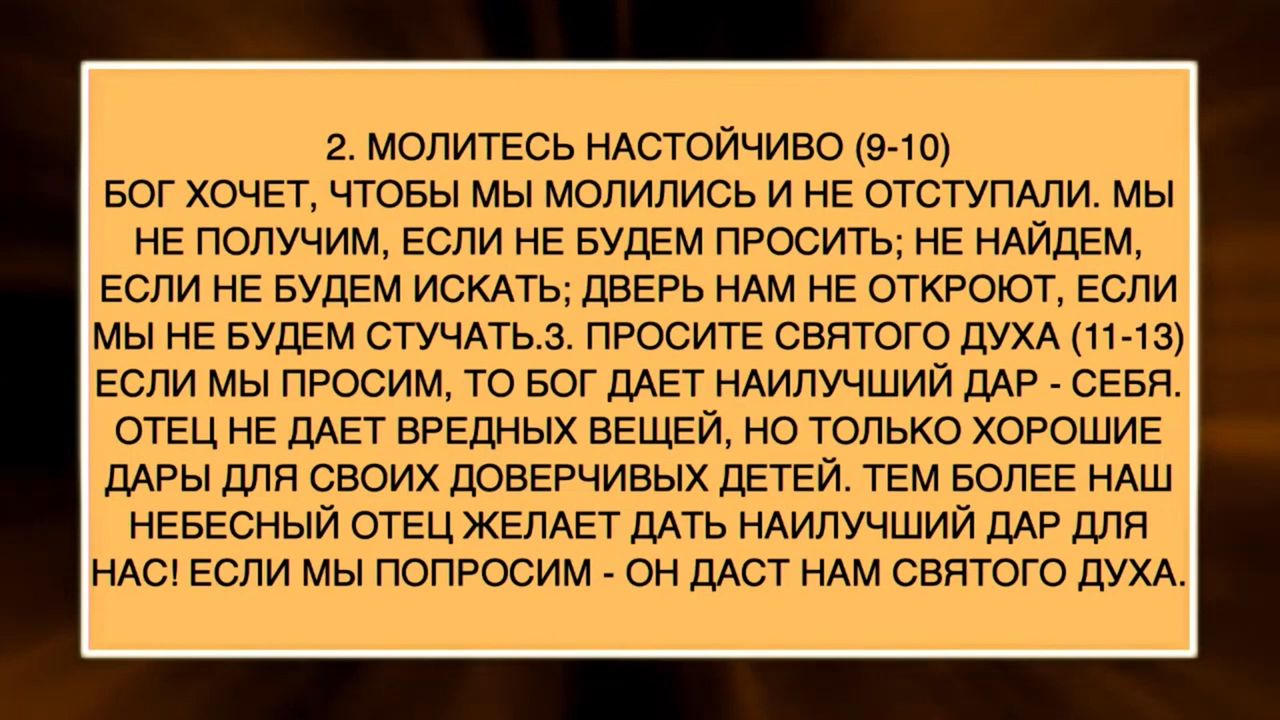 2. МОЛИТЕСЬ НАСТОЙЧИВО (9-10)
БОГ ХОЧЕТ, ЧТОБЫ МЫ МОЛИЛИСЬ И НЕ ОТСТУПАЛИ. МЫ
НЕ ПОЛУЧИМ, ЕСЛИ НЕ БУДЕМ ПРОСИТЬ; НЕ НАЙДЕМ,
ЕСЛИ НЕ БУДЕМ ИСКАТЬ; ДВЕРЬ НАМ НЕ ОТКРОЮТ, ЕСЛИ
МЫ НЕ БУДЕМ СТУЧАТЬ.3. ПРОСИТЕ СВЯТОГО ДУХА (11-13)
ЕСЛИ МЫ ПРОСИМ, ТО БОГ ДАЕТ НАИЛУЧШИЙ ДАР - СЕБЯ.
ОТЕЦ НЕ ДАЕТ ВРЕДНЫХ ВЕЩЕЙ, НО ТОЛЬКО ХОРОШИЕ
ДАРЫ ДЛЯ СВОИХ ДОВЕРЧИВЫХ ДЕТЕЙ. ТЕМ БОЛЕЕ НАШ
НЕБЕСНЫЙ ОТЕЦ ЖЕЛАЕТ ДАТЬ НАИЛУЧШИЙ ДАР ДЛЯ
НАС! ЕСЛИ МЫ ПОПРОСИМ - ОН ДАСТ НАМ СВЯТОГО ДУХА.